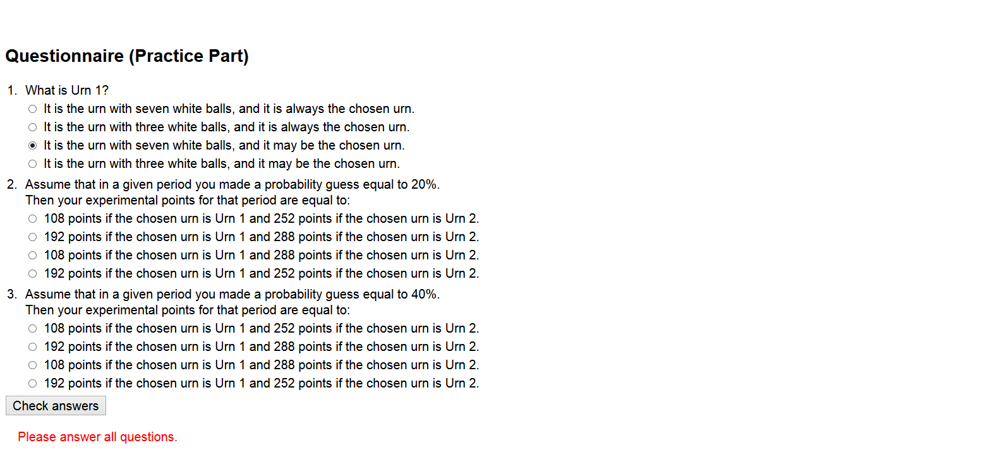 Questionnaire (Practice Part)
1. What is Urn 1?
It is the urn with seven white balls, and it is always the chosen urn.
It is the urn with three white balls, and it is always the chosen urn.
It is the urn with seven white balls, and it may be the chosen urn.
It is the urn with three white balls, and it may be the chosen urn.
2. Assume that in a given period you made a probability guess equal to 20%.
Then your experimental points for that period are equal to:
108 points if the chosen urn is Urn 1 and 252 points if the chosen urn is Urn 2.
192 points if the chosen urn is Urn 1 and 288 points if the chosen urn is Urn 2.
108 points if the chosen urn is Urn 1 and 288 points if the chosen urn is Urn 2.
192 points if the chosen urn is Urn 1 and 252 points if the chosen urn is Urn 2.
3. Assume that in a given period you made a probability guess equal to 40%.
Then your experimental points for that period are equal to:
108 points if the chosen urn is Urn 1 and 252 points if the chosen urn is Urn 2.
192 points if the chosen urn is Urn 1 and 288 points if the chosen urn is Urn 2.
108 points if the chosen urn is Urn 1 and 288 points if the chosen urn is Urn 2.
192 points if the chosen urn is Urn 1 and 252 points if the chosen urn is Urn 2.
Check answers
Please answer all questions.